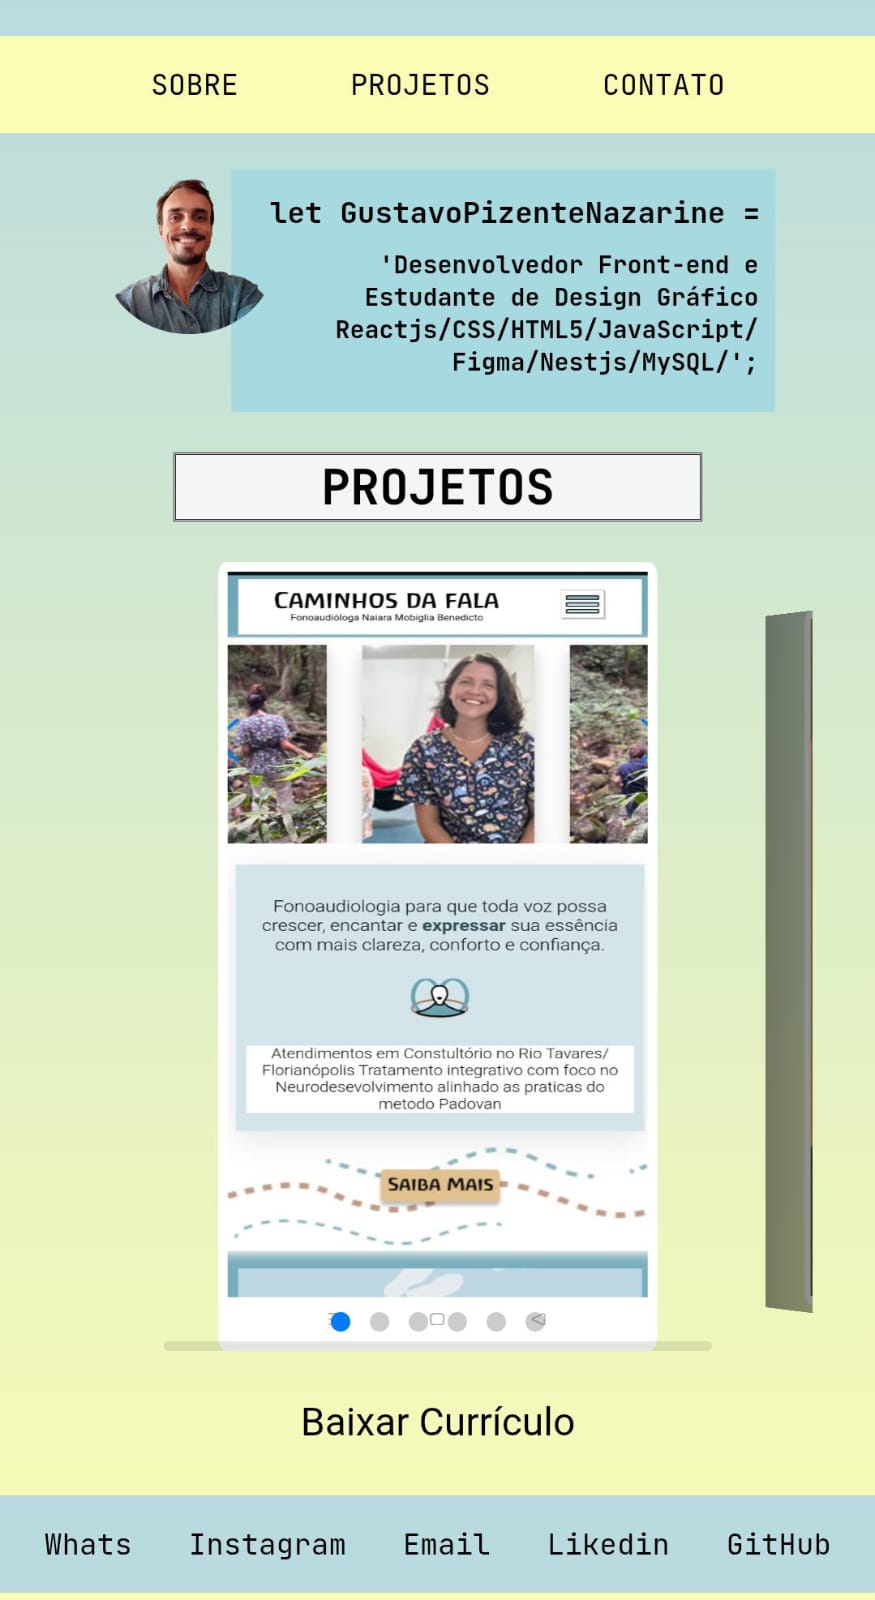 SOBRE PROJETOS CONTATO
let GustavoPizenteNazarine =
'Desenvolvedor Front-end e
Estudante de Design Gráfico
Reactjs/CSS/HTML5/JavaScript/
Figma/Nestjs/MySQL/';
PROJETOS
CAMINHOS DA FALA
Fonoaudióloga Naiara Mobiglia Benedicto
Fonoaudiologia para que toda voz possa
crescer, encantar e expressar sua essência
com mais clareza, conforto e confiança.
Atendimentos em Constultório no Rio Tavares/
Florianópolis Tratamento integrativo com foco no
Neurodesevolvimento alinhado as praticas do
metodo Padovan
SAIBA MAIS
Baixar Currículo
Whats Instagram Email Likedin GitHub